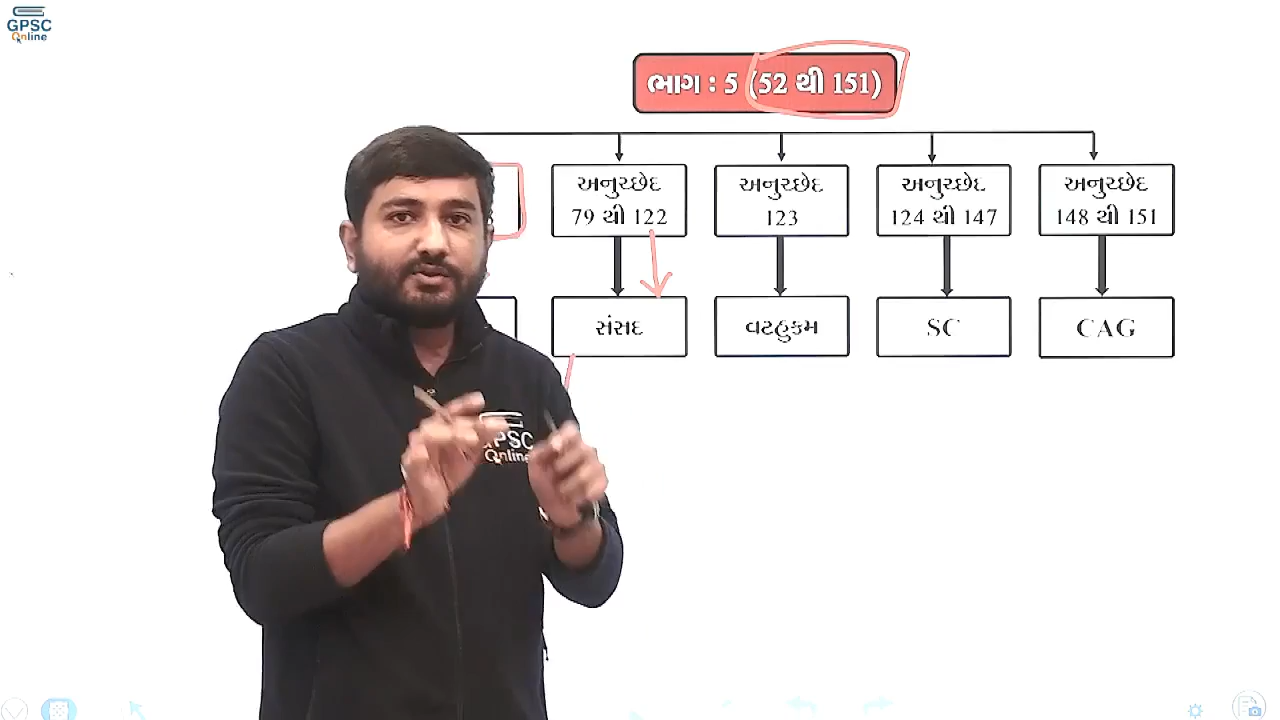 GPSC
Online
ભાગ : 5 (52 થી 151)
અનુચ્છેદ
79 થી 122
અનુચ્છેદ
123
અનુચ્છેદ
124 થી 147
અનુચ્છેદ
148 થી 151
સંસદ
વટહુકમ
SC
CAG
GPSC
Online